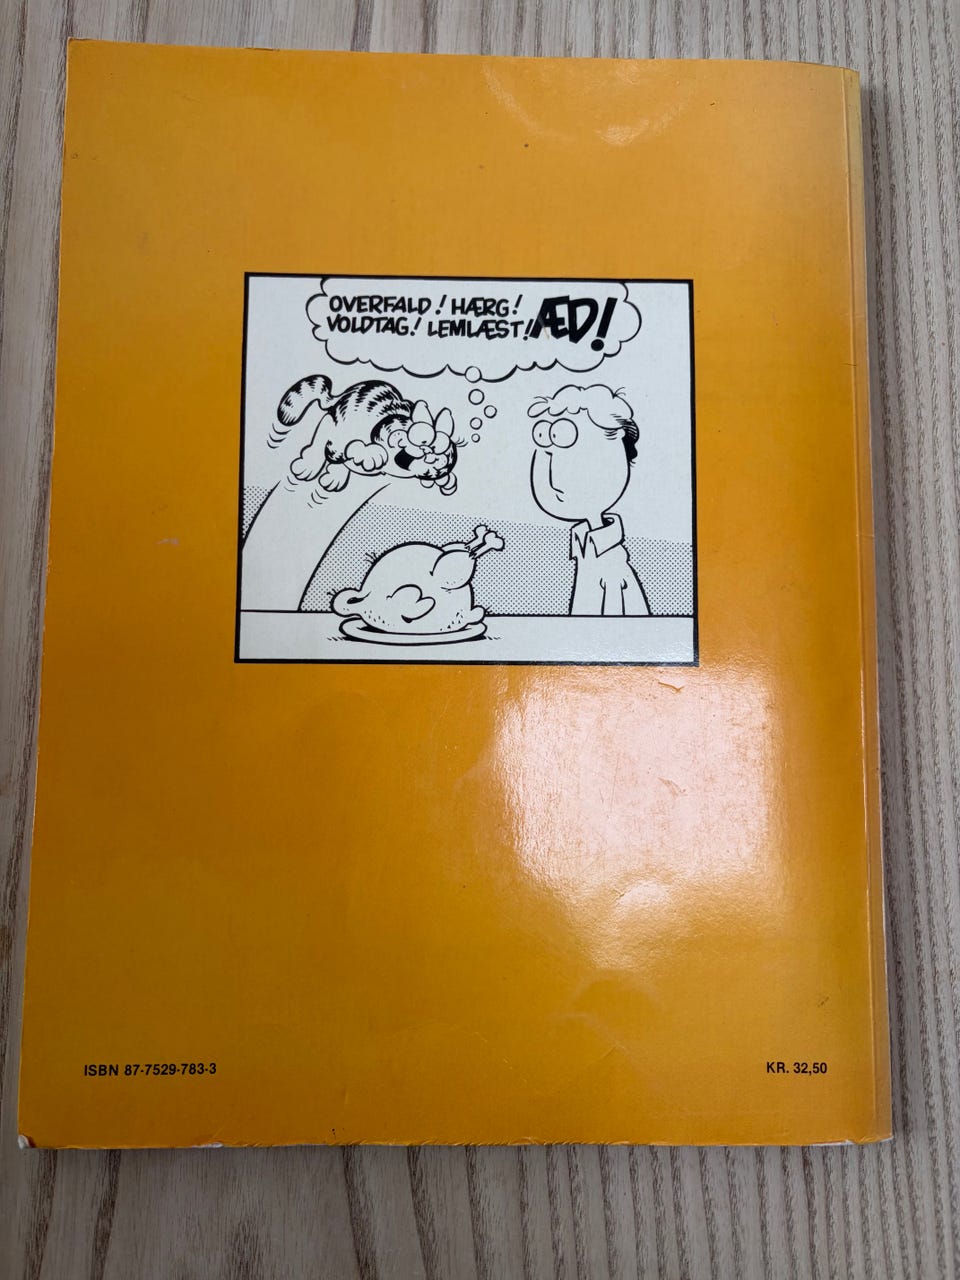 OVERFALD! HÆRG!
VOLDTAG! LEMLÆST! ÆD!
ISBN 87-7529-783-3
KR. 32,50